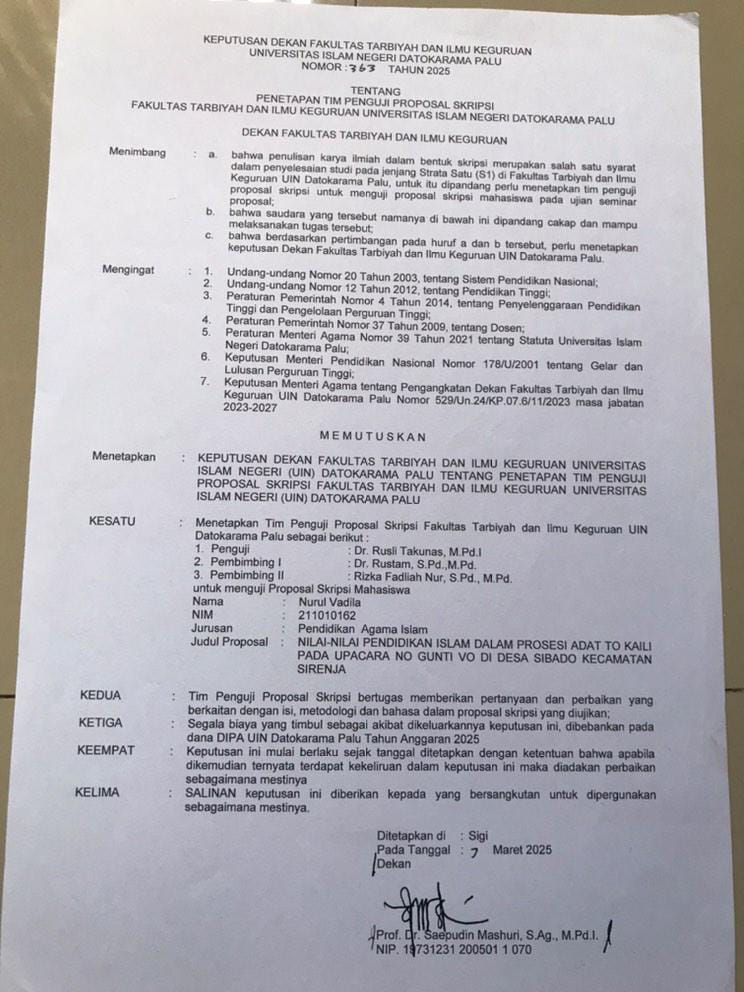 KEPUTUSAN DEKAN FAKULTAS TARBIYAH DAN ILMU KEGURUAN
UNIVERSITAS ISLAM NEGERI DATOKARAMA PALU
NOMOR : 363 TAHUN 2025
TENTANG
PENETAPAN TIM PENGUJI PROPOSAL SKRIPSI
FAKULTAS TARBIYAH DAN ILMU KEGURUAN UNIVERSITAS ISLAM NEGERI DATOKARAMA PALU
DEKAN FAKULTAS TARBIYAH DAN ILMU KEGURUAN
Menimbang : a. bahwa penulisan karya ilmiah dalam bentuk skripsi merupakan salah satu syarat
dalam penyelesaian studi pada jenjang Strata Satu (S1) di Fakultas Tarbiyah dan Ilmu
Keguruan UIN Datokarama Palu, untuk itu dipandang perlu menetapkan tim penguji
proposal skripsi untuk menguji proposal skripsi mahasiswa pada ujian seminar
proposal;
b. bahwa saudara yang tersebut namanya di bawah ini dipandang cakap dan mampu
melaksanakan tugas tersebut;
c. bahwa berdasarkan pertimbangan pada huruf a dan b tersebut, perlu menetapkan
keputusan Dekan Fakultas Tarbiyah dan Ilmu Keguruan UIN Datokarama Palu.
Mengingat : 1. Undang-undang Nomor 20 Tahun 2003, tentang Sistem Pendidikan Nasional;
2. Undang-undang Nomor 12 Tahun 2012, tentang Pendidikan Tinggi;
3. Peraturan Pemerintah Nomor 4 Tahun 2014, tentang Penyelenggaraan Pendidikan
Tinggi dan Pengelolaan Perguruan Tinggi;
4. Peraturan Pemerintah Nomor 37 Tahun 2009, tentang Dosen;
5. Peraturan Menteri Agama Nomor 39 Tahun 2021 tentang Statuta Universitas Islam
Negeri Datokarama Palu;
6. Keputusan Menteri Pendidikan Nasional Nomor 178/U/2001 tentang Gelar dan
Lulusan Perguruan Tinggi;
7. Keputusan Menteri Agama tentang Pengangkatan Dekan Fakultas Tarbiyah dan Ilmu
Keguruan UIN Datokarama Palu Nomor 529/Un.24/KP.07.6/11/2023 masa jabatan
2023-2027
M E M U T U S K A N
Menetapkan : KEPUTUSAN DEKAN FAKULTAS TARBIYAH DAN ILMU KEGURUAN UNIVERSITAS
ISLAM NEGERI (UIN) DATOKARAMA PALU TENTANG PENETAPAN TIM PENGUJI
PROPOSAL SKRIPSI FAKULTAS TARBIYAH DAN ILMU KEGURUAN UNIVERSITAS
ISLAM NEGERI (UIN) DATOKARAMA PALU
KESATU : Menetapkan Tim Penguji Proposal Skripsi Fakultas Tarbiyah dan Ilmu Keguruan UIN
Datokarama Palu sebagai berikut :
1. Penguji : Dr. Rusli Takunas, M.Pd.I
2. Pembimbing I : Dr. Rustam, S.Pd.,M.Pd.
3. Pembimbing II : Rizka Fadliah Nur, S.Pd., M.Pd.
untuk menguji Proposal Skripsi Mahasiswa
Nama : Nurul Vadila
NIM : 211010162
Jurusan : Pendidikan Agama Islam
Judul Proposal : NILAI-NILAI PENDIDIKAN ISLAM DALAM PROSESI ADAT TO KAILI
PADA UPACARA NO GUNTI VO DI DESA SIBADO KECAMATAN
SIRENJA
KEDUA : Tim Penguji Proposal Skripsi bertugas memberikan pertanyaan dan perbaikan yang
berkaitan dengan isi, metodologi dan bahasa dalam proposal skripsi yang diujikan;
KETIGA : Segala biaya yang timbul sebagai akibat dikeluarkannya keputusan ini, dibebankan pada
dana DIPA UIN Datokarama Palu Tahun Anggaran 2025
KEEMPAT : Keputusan ini mulai berlaku sejak tanggal ditetapkan dengan ketentuan bahwa apabila
dikemudian ternyata terdapat kekeliruan dalam keputusan ini maka diadakan perbaikan
sebagaimana mestinya
KELIMA : SALINAN keputusan ini diberikan kepada yang bersangkutan untuk dipergunakan
sebagaimana mestinya.
Ditetapkan di : Sigi
Pada Tanggal : 7 Maret 2025
Dekan
Prof. Dr. Saepudin Mashuri, S.Ag., M.Pd.I.
NIP. 19731231 200501 1 070